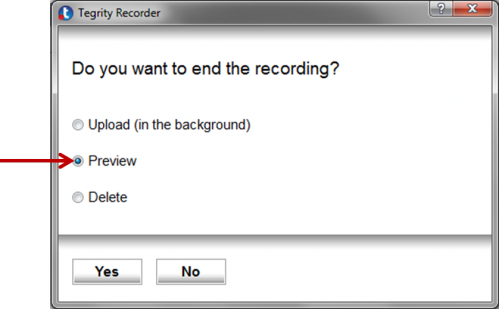 Tegrity Recorder
Do you want to end the recording?
Upload (in the background)
Preview
Delete
Yes No